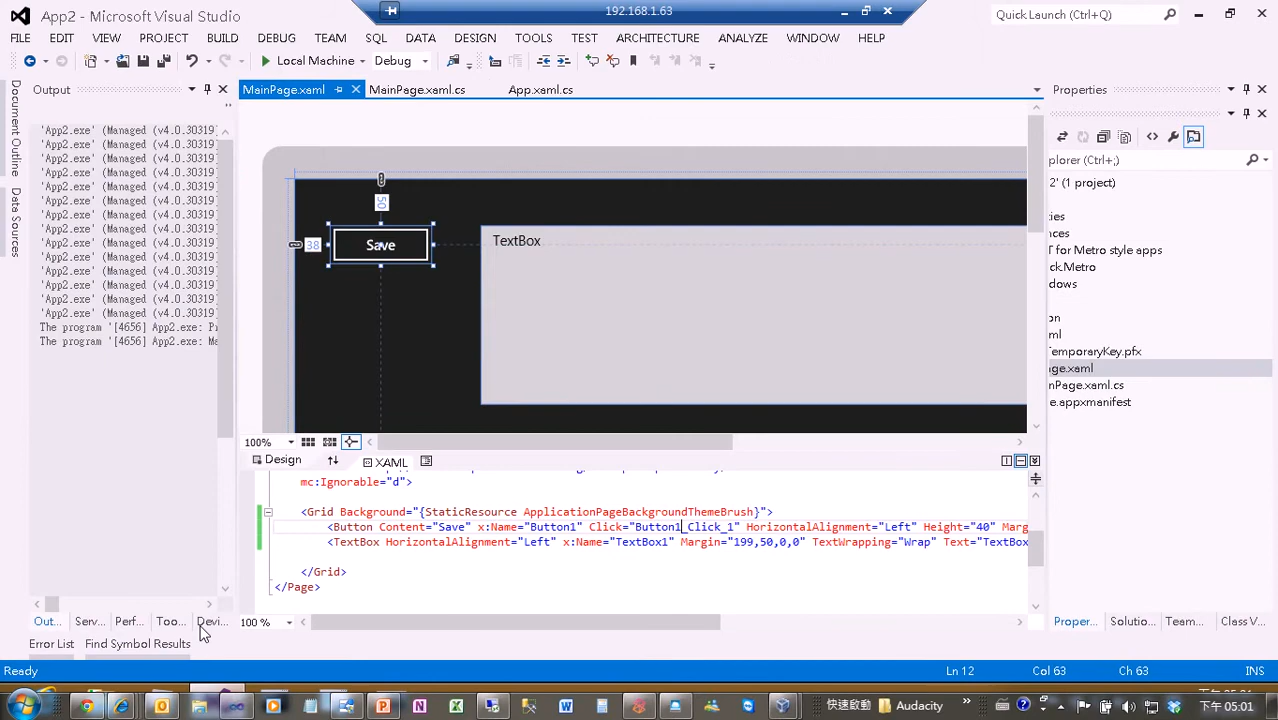 App2 - Microsoft Visual Studio
192.168.1.63
Quick Launch (Ctrl+Q)
FILE EDIT VIEW PROJECT BUILD DEBUG TEAM SQL DATA DESIGN TOOLS TEST ARCHITECTURE ANALYZE WINDOW HELP
Local Machine Debug
Output
MainPage.xaml
MainPage.xaml.cs
App.xaml.cs
Properties
Document Outline
Data Sources
'App2.exe' (Managed (v4.0.30319)
'App2.exe' (Managed (v4.0.30319)
'App2.exe' (Managed (v4.0.30319)
'App2.exe' (Managed (v4.0.30319)
'App2.exe' (Managed (v4.0.30319)
'App2.exe' (Managed (v4.0.30319)
'App2.exe' (Managed (v4.0.30319)
'App2.exe' (Managed (v4.0.30319)
'App2.exe' (Managed (v4.0.30319)
'App2.exe' (Managed (v4.0.30319)
'App2.exe' (Managed (v4.0.30319)
'App2.exe' (Managed (v4.0.30319)
'App2.exe' (Managed (v4.0.30319)
'App2.exe' (Managed (v4.0.30319)
The program '[4656] App2.exe: Pr
The program '[4656] App2.exe: Ma
50
38
Save
TextBox
xplorer (Ctrl+;)
2' (1 project)
ies
nces
T for Metro style apps
ck.Metro
dows
on
ml
TemporaryKey.pfx
age.xaml
nPage.xaml.cs
e.appxmanifest
100%
Design
XAML
mc:Ignorable="d">
<Grid Background="{StaticResource ApplicationPageBackgroundThemeBrush}">
<Button Content="Save" x:Name="Button1" Click="Button1_Click_1" HorizontalAlignment="Left" Height="40" Marg
<TextBox HorizontalAlignment="Left" x:Name="TextBox1" Margin="199,50,0,0" TextWrapping="Wrap" Text="TextBox
</Grid>
</Page>
100 %
Out... Serv... Perf... Too... Devi...
Proper... Solutio... Team... Class V...
Error List Find Symbol Results
Ready
Ln 12 Col 63 Ch 63 INS
快速啟動 Audacity
下午 05:01